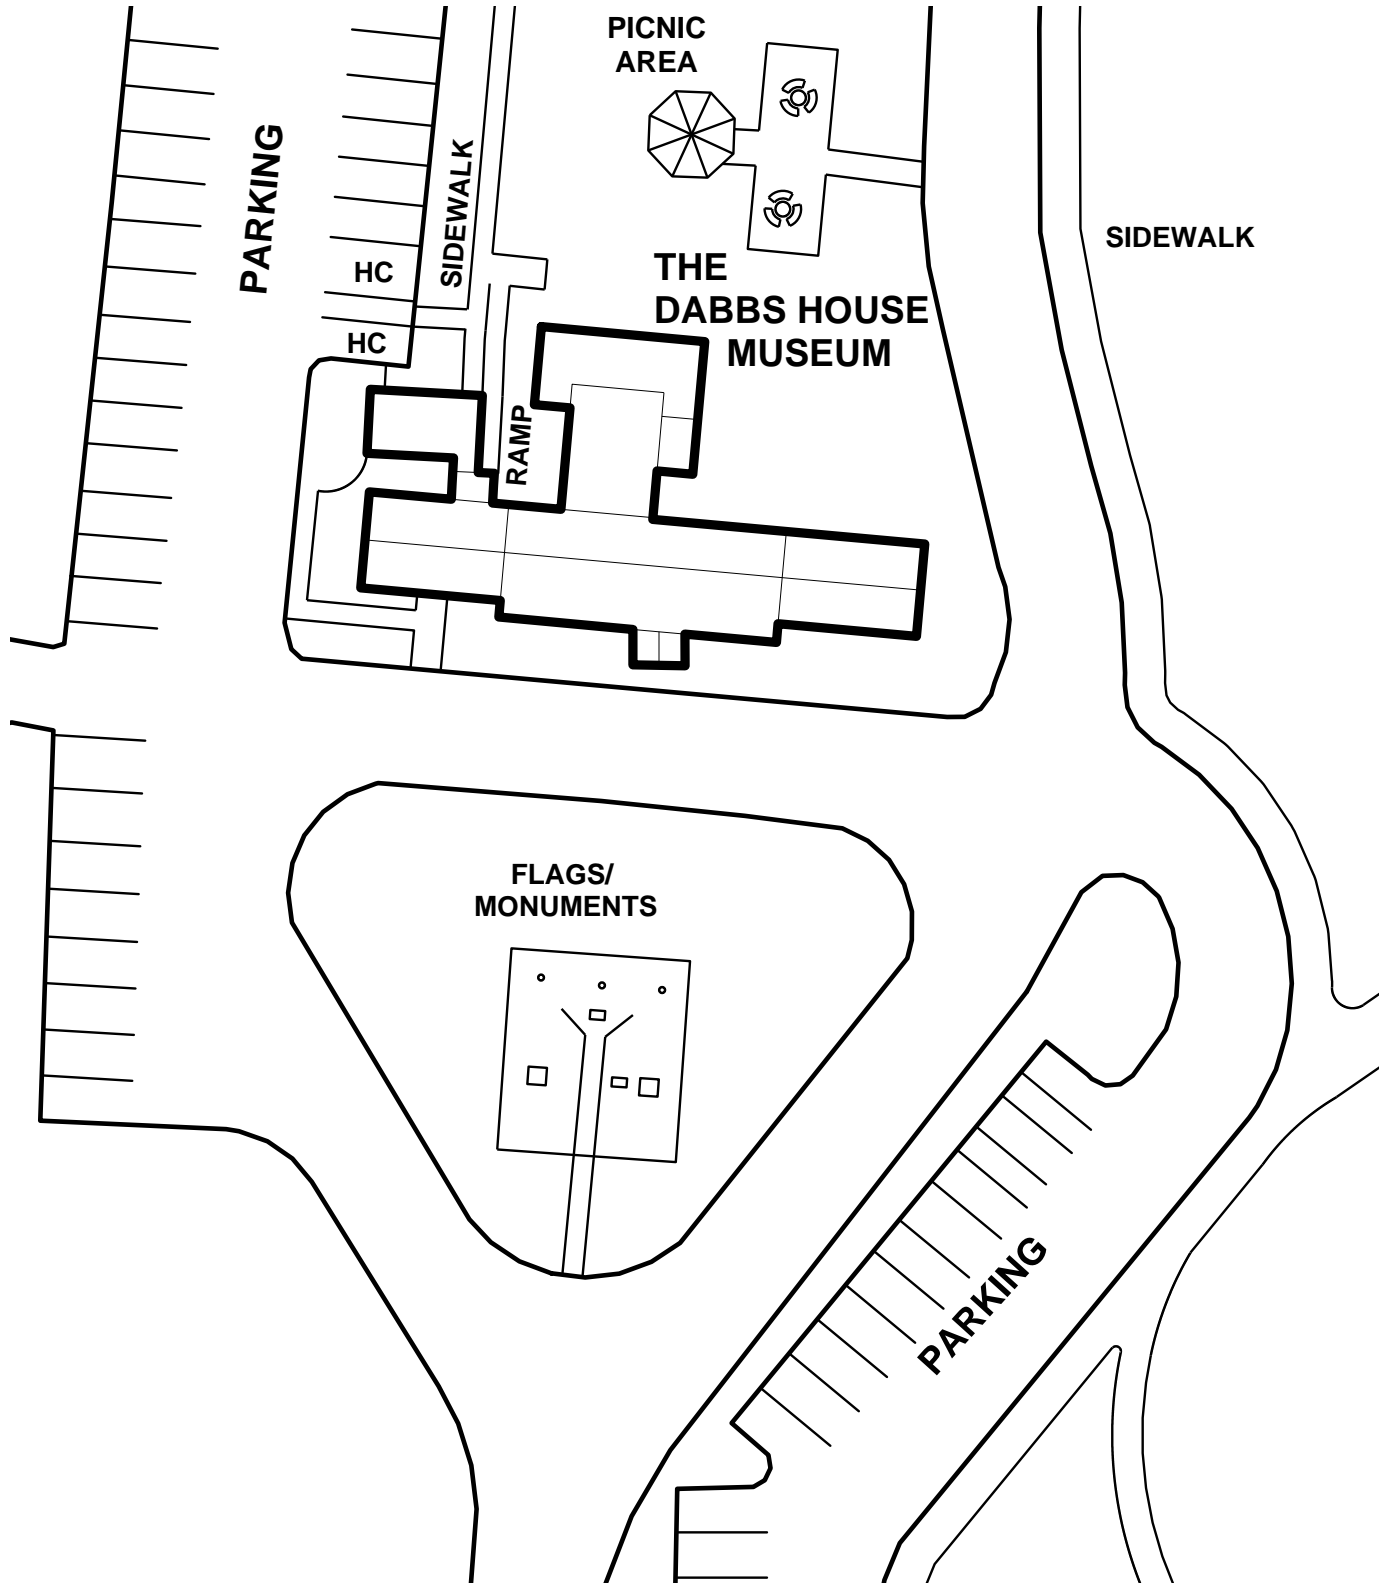 PICNIC
AREA
PARKING
SIDEWALK
SIDEWALK
HC
HC
THE
DABBS HOUSE
MUSEUM
RAMP
FLAGS/
MONUMENTS
PARKING